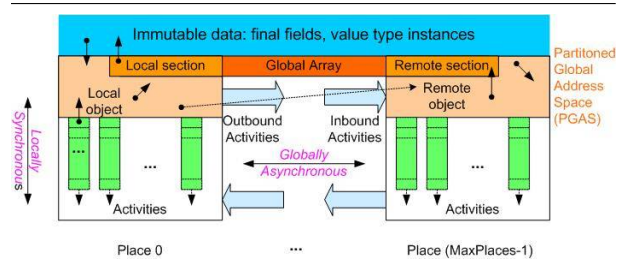 Immutable data: final fields, value type instances
Local section
Global Array
Remote section
Partitoned
Global
Address
Space
(PGAS)
Local
object
Remote
object
Outbound
Activities
Inbound
Activities
Locally
Synchronous
...
...
...
Globally
Asynchronous
Activities
Activities
Place 0
...
Place (MaxPlaces-1)